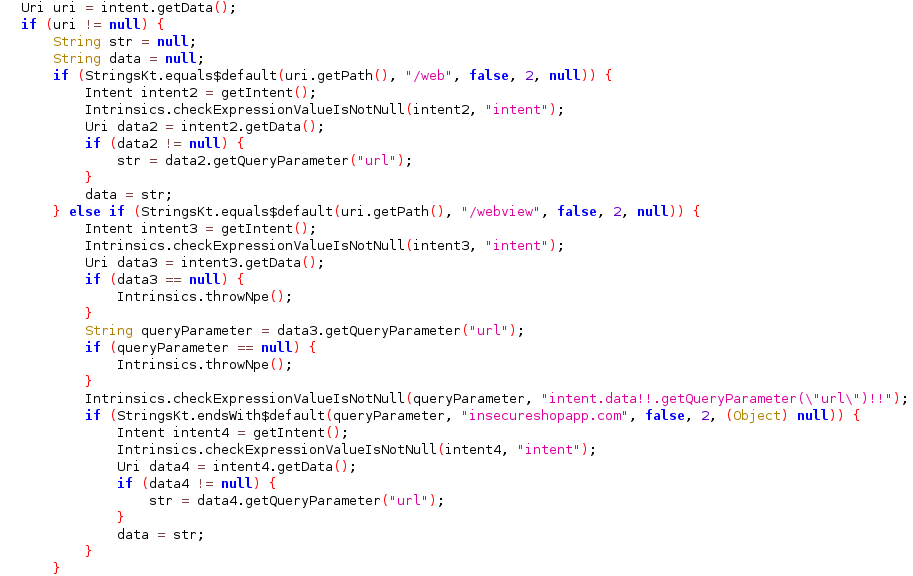 Uri uri = intent.getData();
if (uri != null) {
    String str = null;
    String data = null;
    if (StringsKt.equals$default(uri.getPath(), "/web", false, 2, null)) {
        Intent intent2 = getIntent();
        Intrinsics.checkExpressionValueIsNotNull(intent2, "intent");
        Uri data2 = intent2.getData();
        if (data2 != null) {
            str = data2.getQueryParameter("url");
        }
        data = str;
    } else if (StringsKt.equals$default(uri.getPath(), "/webview", false, 2, null)) {
        Intent intent3 = getIntent();
        Intrinsics.checkExpressionValueIsNotNull(intent3, "intent");
        Uri data3 = intent3.getData();
        if (data3 == null) {
            Intrinsics.throwNpe();
        }
        String queryParameter = data3.getQueryParameter("url");
        if (queryParameter == null) {
            Intrinsics.throwNpe();
        }
        Intrinsics.checkExpressionValueIsNotNull(queryParameter, "intent.data!!.getQueryParameter(\"url\")!!");
        if (StringsKt.endsWith$default(queryParameter, "insecureshopapp.com", false, 2, (Object) null)) {
            Intent intent4 = getIntent();
            Intrinsics.checkExpressionValueIsNotNull(intent4, "intent");
            Uri data4 = intent4.getData();
            if (data4 != null) {
                str = data4.getQueryParameter("url");
            }
            data = str;
        }
    }